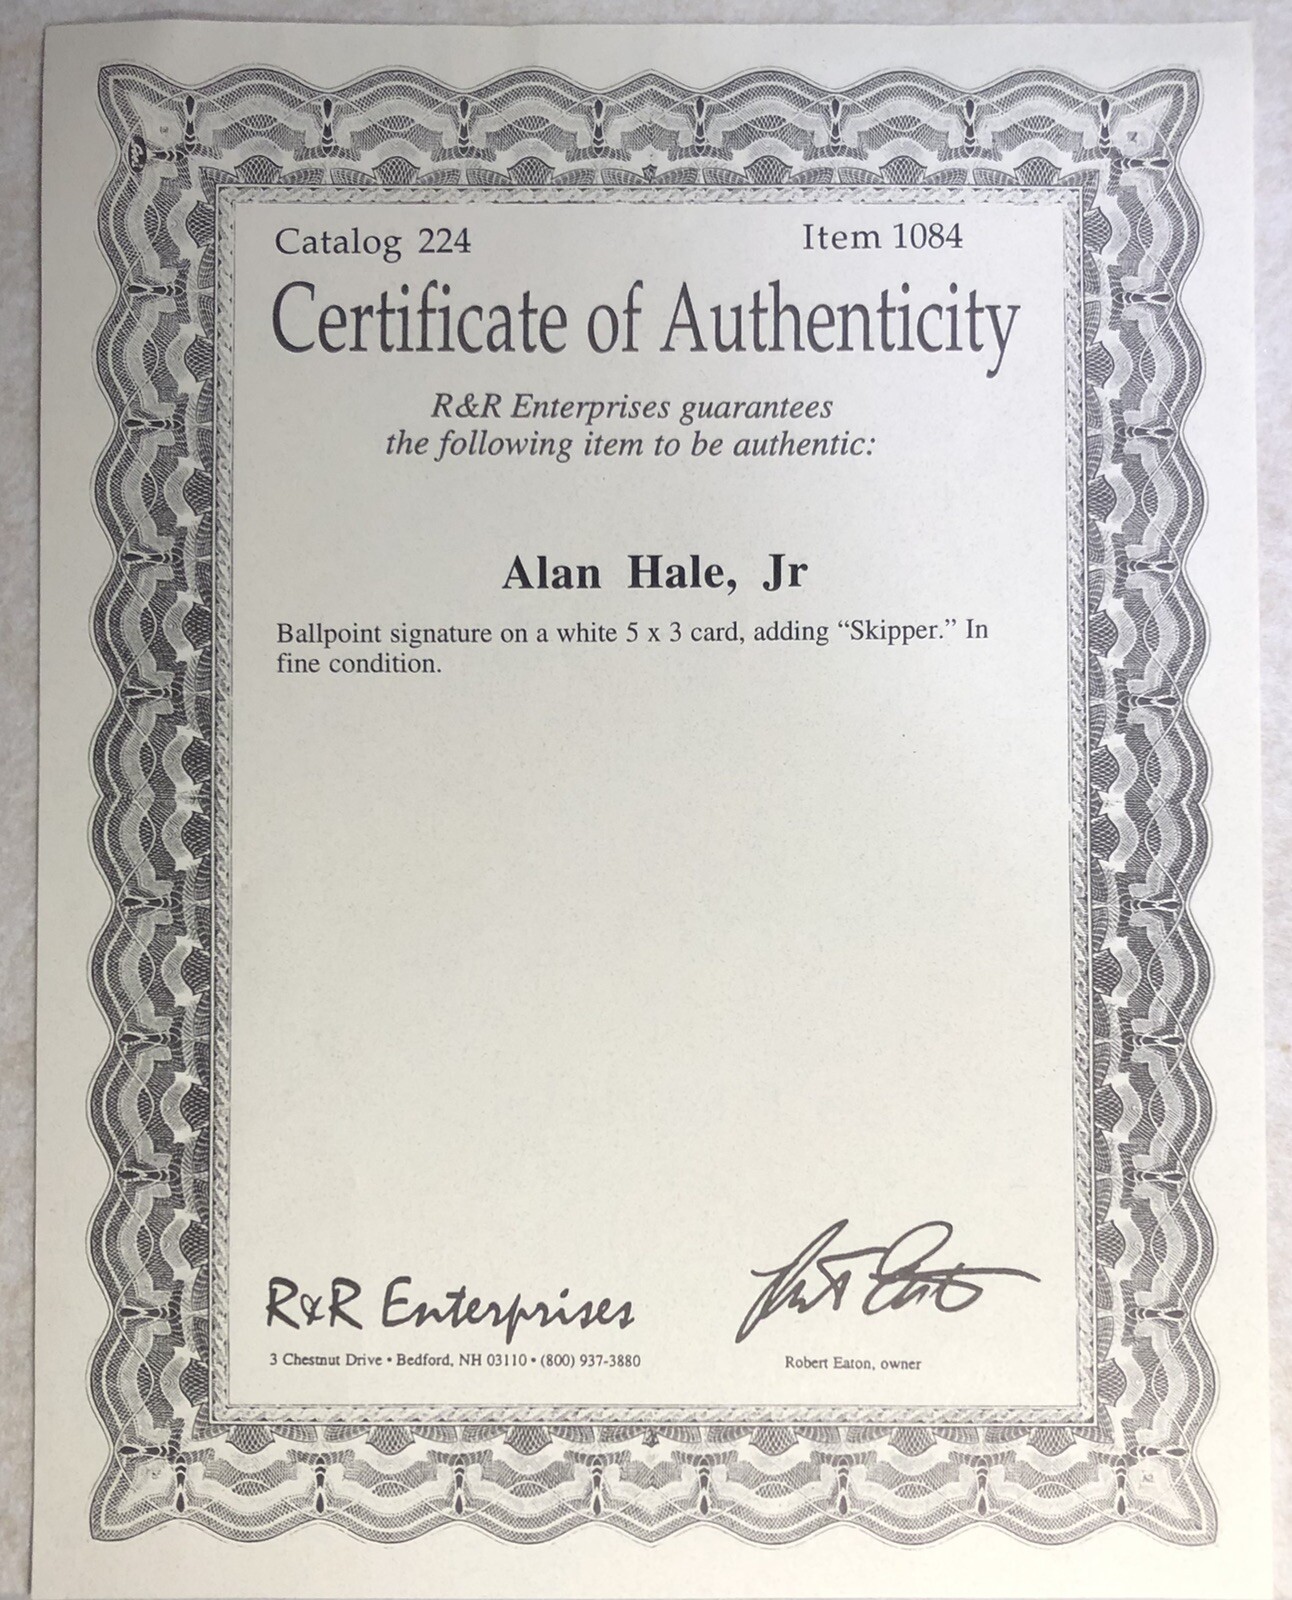 Catalog 224 Item 1084
Certificate of Authenticity
R&R Enterprises guarantees
the following item to be authentic:
Alan Hale, Jr
Ballpoint signature on a white 5 x 3 card, adding “Skipper.” In
fine condition.
R&R Enterprises
3 Chestnut Drive • Bedford, NH 03110 • (800) 937-3880
Robert Eaton, owner